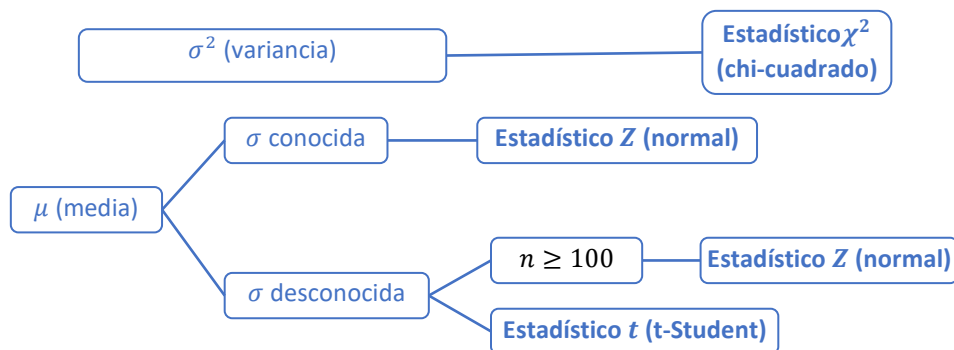 σ² (variancia)
Estadístico χ²
(chi-cuadrado)
σ conocida
Estadístico Z (normal)
μ (media)
n ≥ 100
Estadístico Z (normal)
σ desconocida
Estadístico t (t-Student)